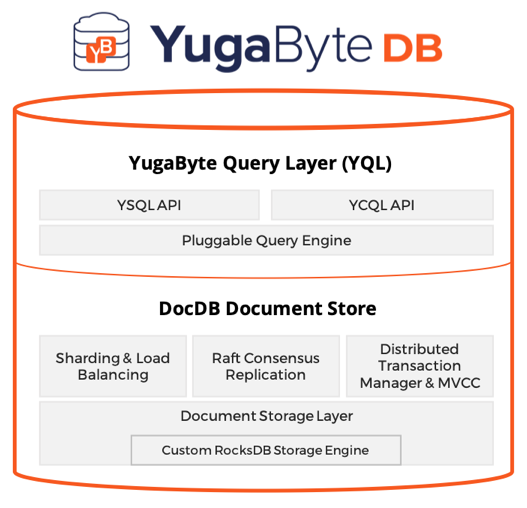 YB
YugaByte DB
YugaByte Query Layer (YQL)
YSQL API
YCQL API
Pluggable Query Engine
DocDB Document Store
Sharding & Load
Balancing
Raft Consensus
Replication
Distributed
Transaction
Manager & MVCC
Document Storage Layer
Custom RocksDB Storage Engine